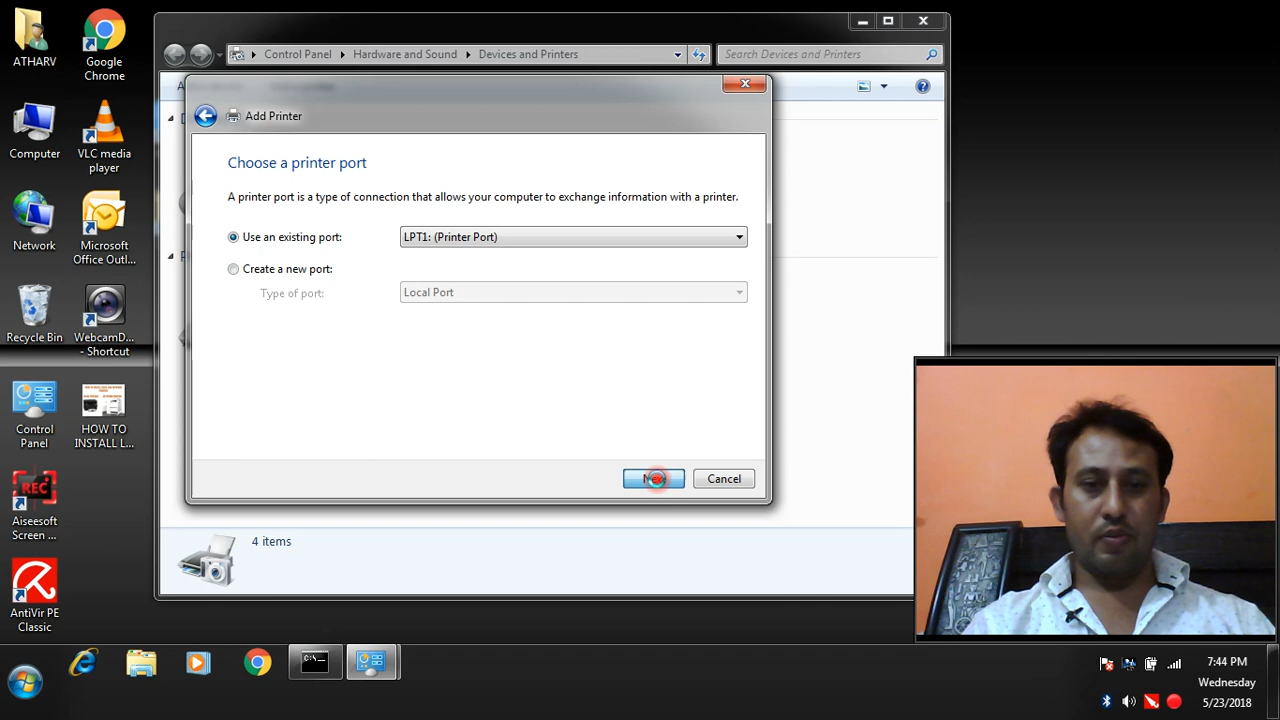 ATHARV
Google
Chrome
Computer
VLC media
player
Network
Microsoft
Office Outl...
Recycle Bin
WebcamD...
- Shortcut
Control
Panel
HOW TO
INSTALL L...
REC
Aiseesoft
Screen ...
AntiVir PE
Classic
Control Panel
Hardware and Sound
Devices and Printers
Search Devices and Printers
Add Printer
Choose a printer port
A printer port is a type of connection that allows your computer to exchange information with a printer.
Use an existing port:
LPT1: (Printer Port)
Create a new port:
Type of port:
Local Port
Cancel
4 items
C:\_
7:44 PM
Wednesday
5/23/2018